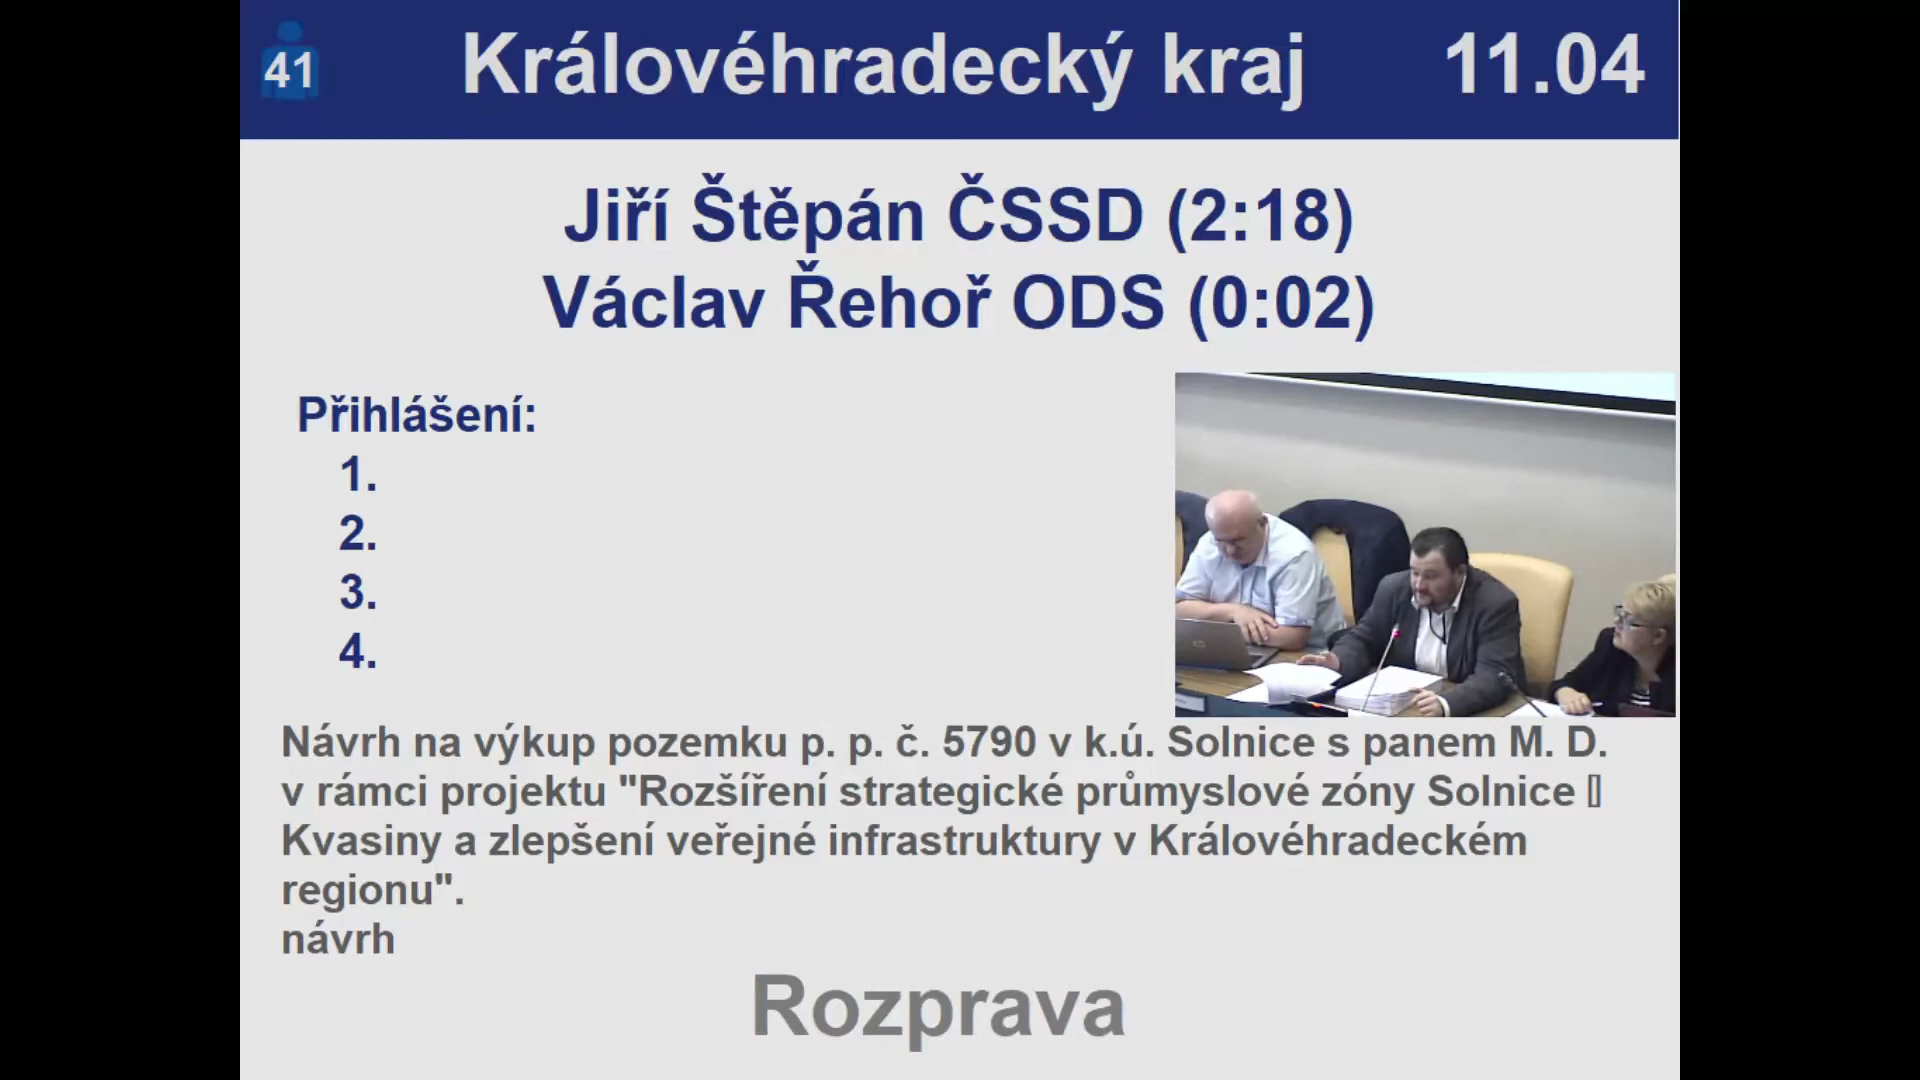 41 Královéhradecký kraj 11.04
Jiří Štěpán ČSSD (2:18)
Václav Řehoř ODS (0:02)
Přihlášení:
1.
2.
3.
4.
Návrh na výkup pozemku p. p. č. 5790 v k.ú. Solnice s panem M. D.
v rámci projektu "Rozšíření strategické průmyslové zóny Solnice ▯
Kvasiny a zlepšení veřejné infrastruktury v Královéhradeckém
regionu".
návrh
Rozprava